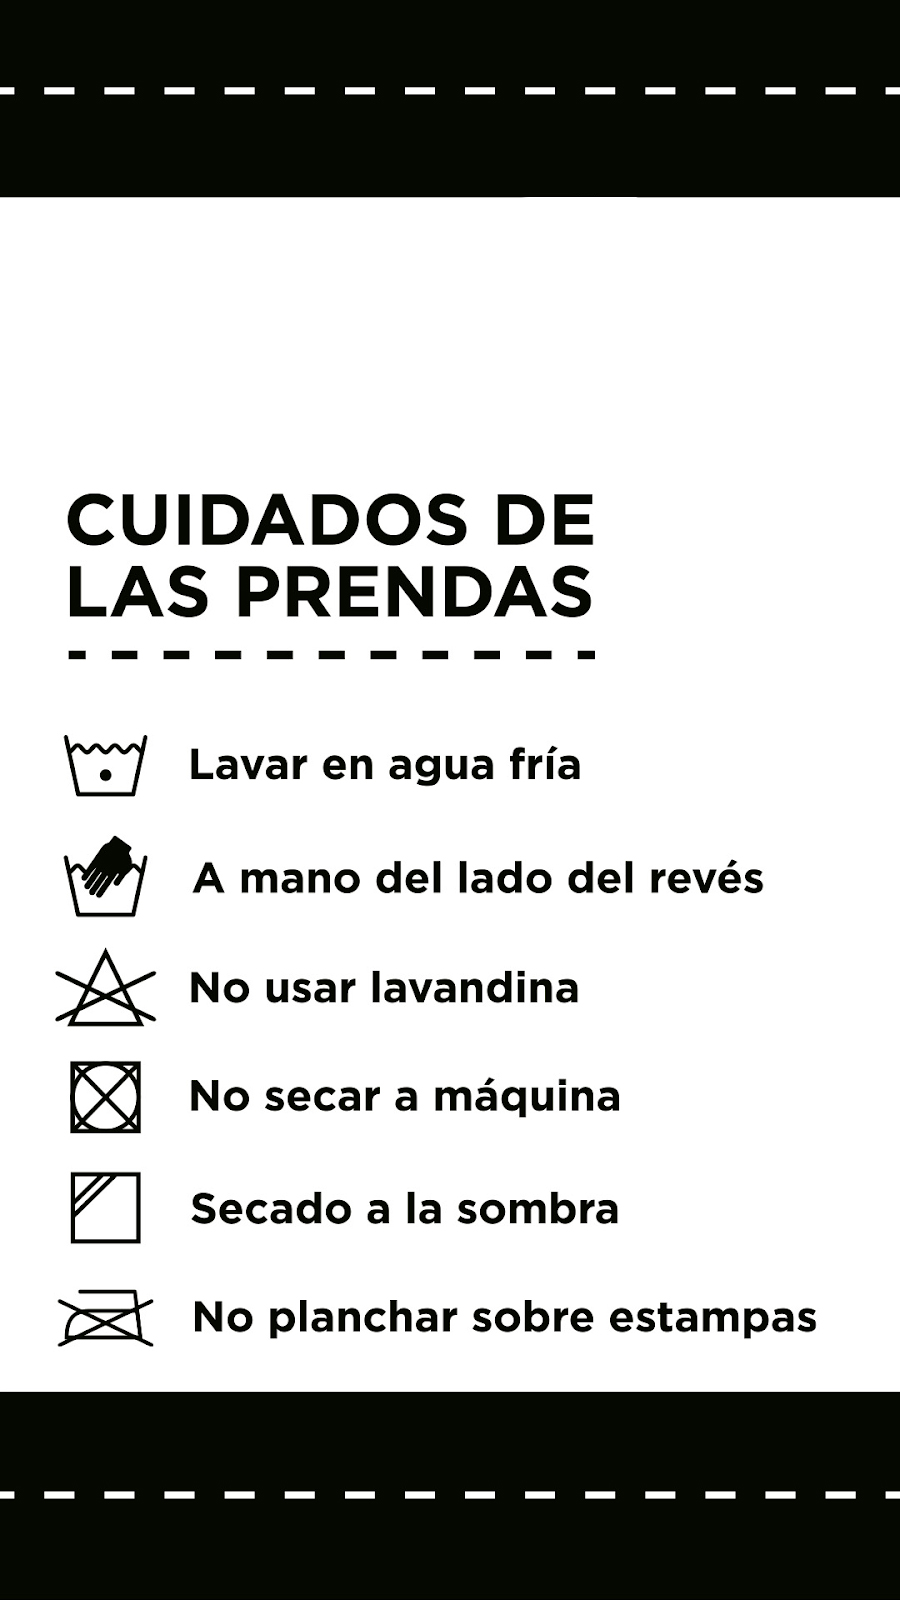 CUIDADOS DE
LAS PRENDAS
Lavar en agua fría
A mano del lado del revés
No usar lavandina
No secar a máquina
Secado a la sombra
No planchar sobre estampas